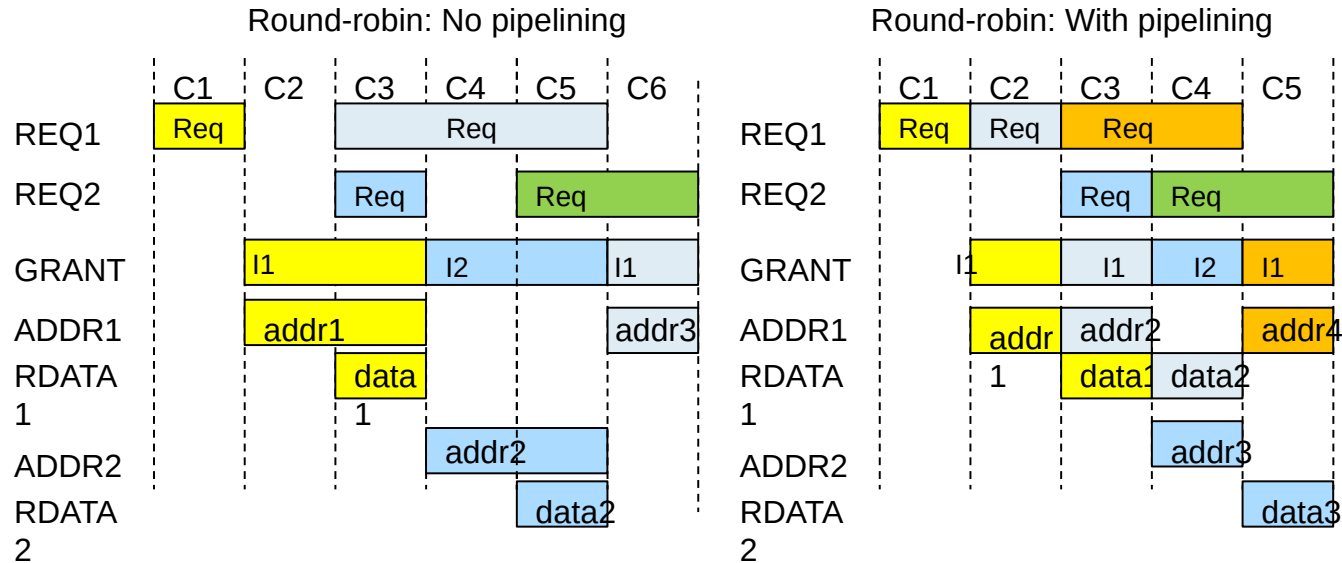 Round-robin: No pipelining
C1 C2 C3 C4 C5 C6
REQ1 Req Req
REQ2 Req Req
GRANT I1 I2 I1
ADDR1 addr1 addr3
RDATA
1 data
1
ADDR2 addr2
RDATA
2 data2
Round-robin: With pipelining
C1 C2 C3 C4 C5
REQ1 Req Req Req
REQ2 Req Req
GRANT I1 I1 I2 I1
ADDR1 addr
1 addr2 addr4
RDATA
1 data1 data2
ADDR2 addr3
RDATA
2 data3